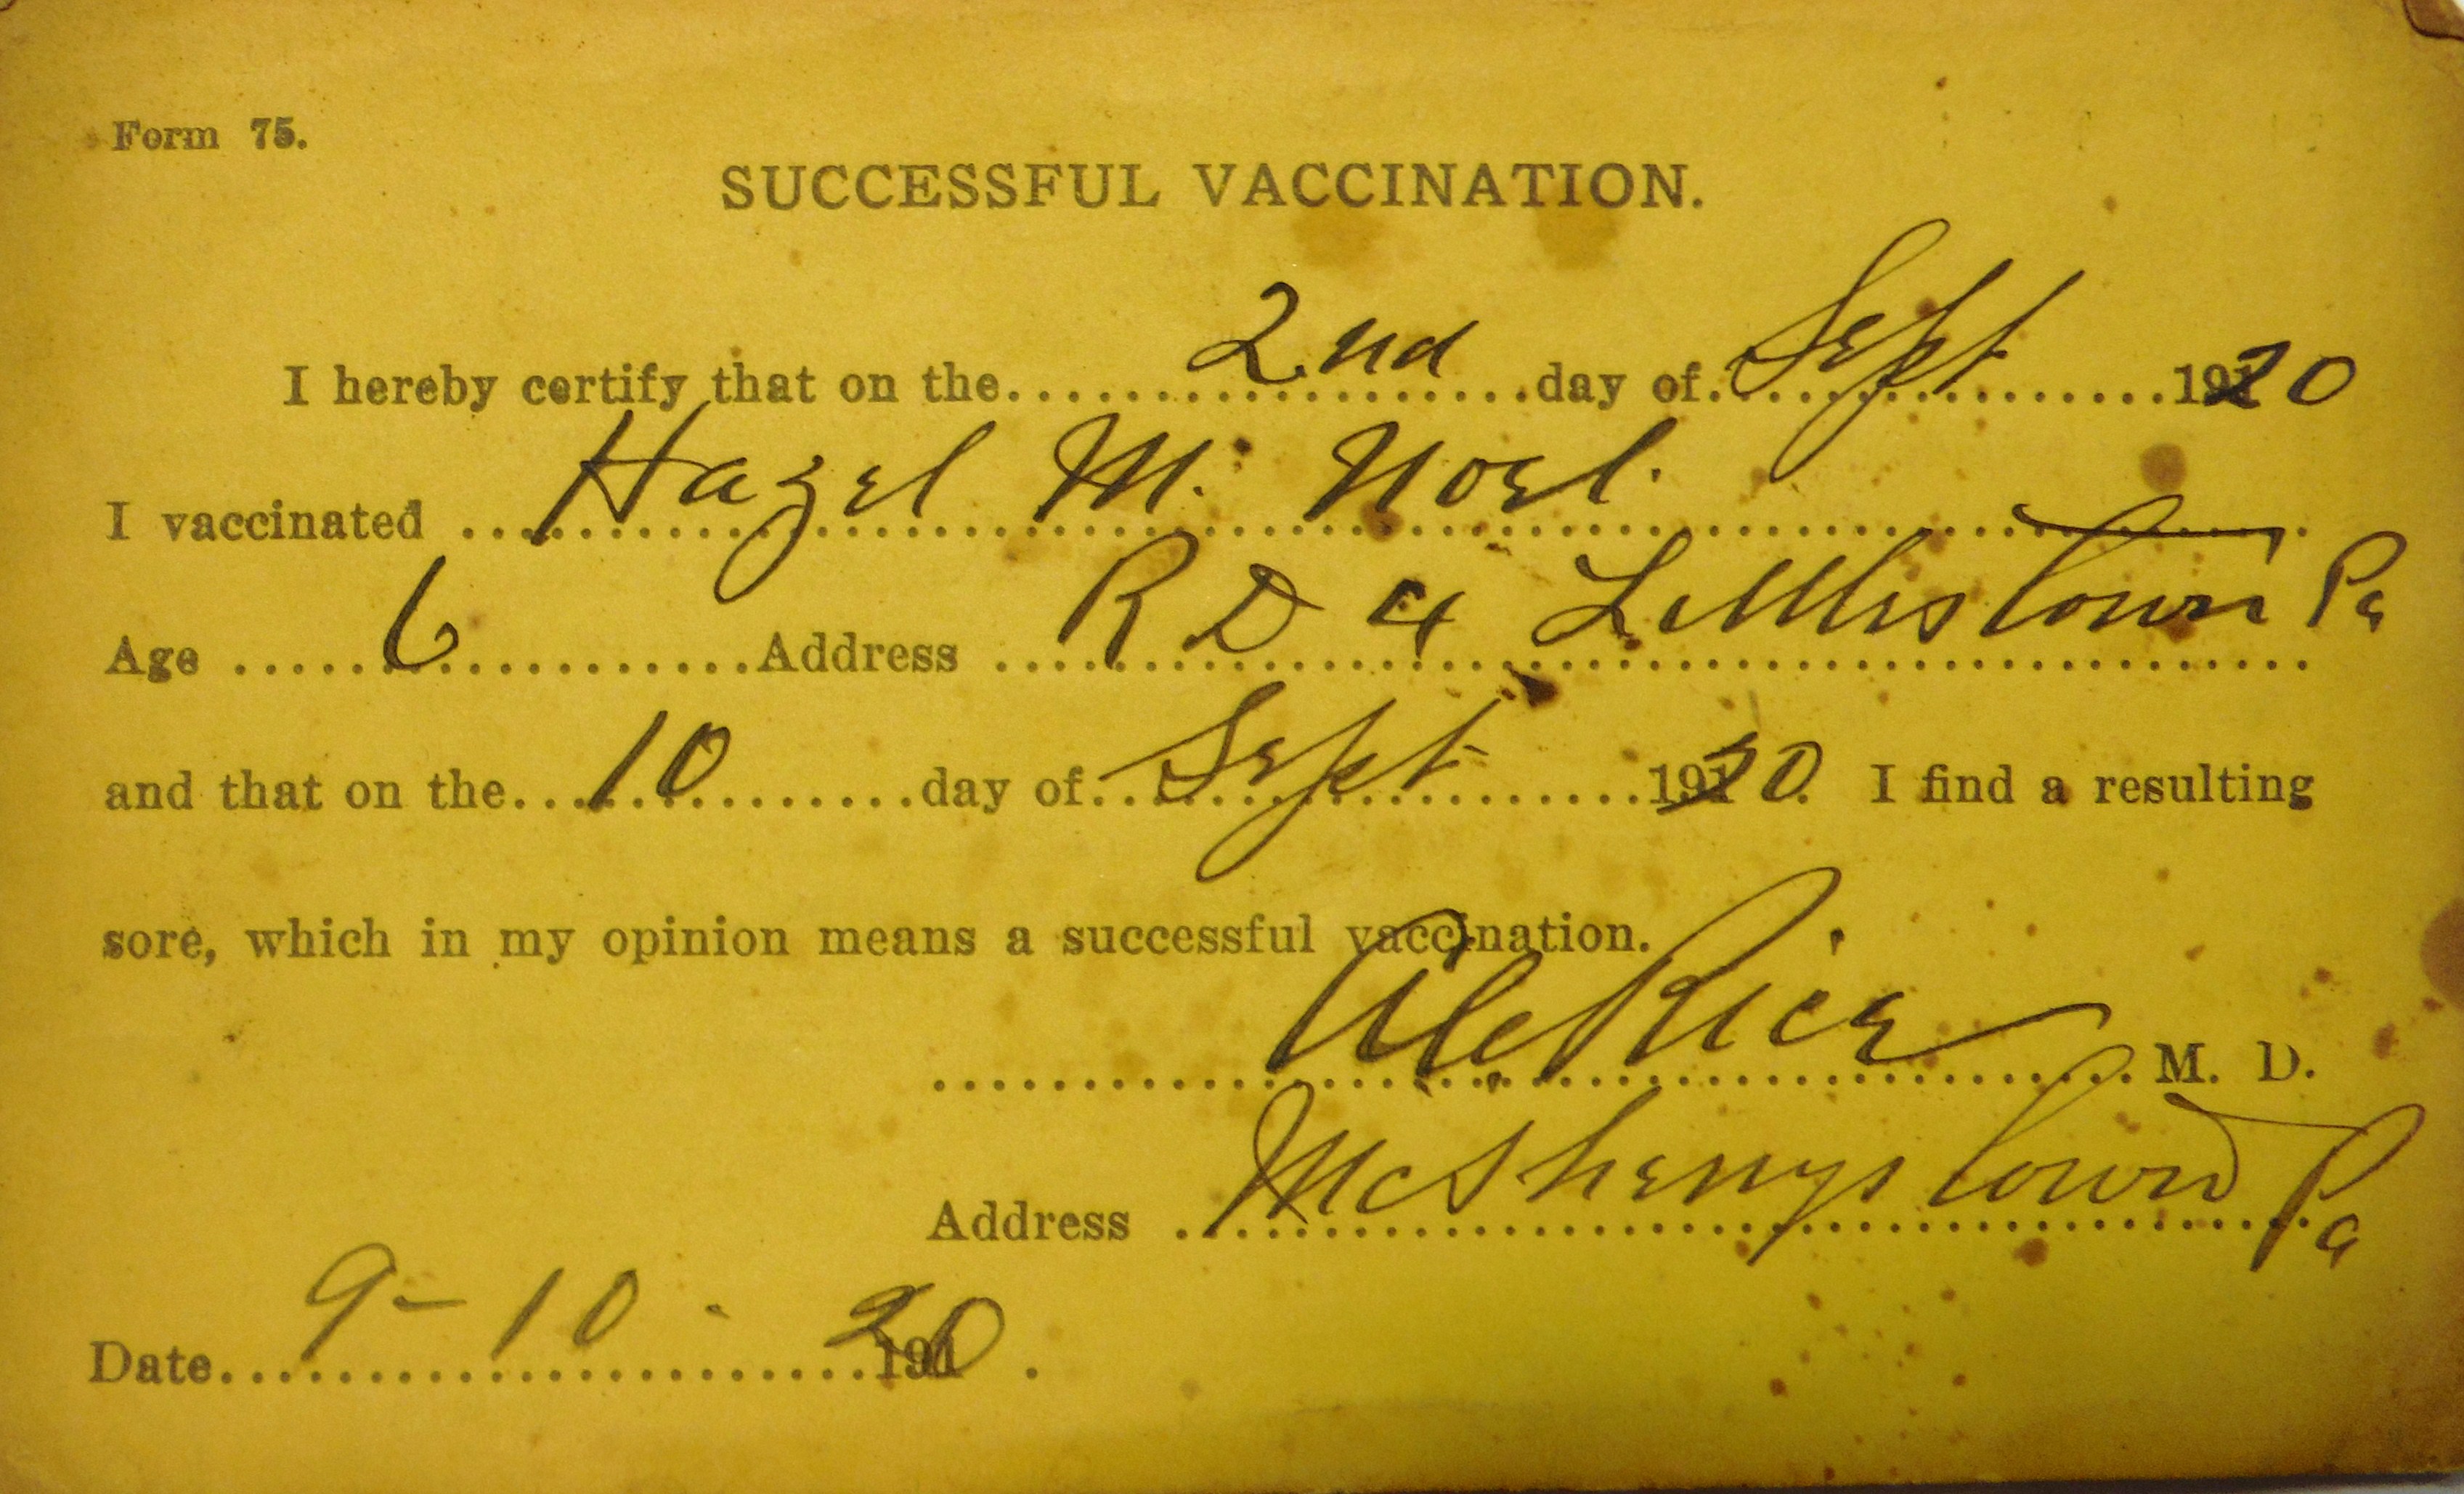 Form 75.
SUCCESSFUL VACCINATION.
I hereby certify that on the 2nd day of Sept 1920
I vaccinated Hazel M. Noel.
Age 6 Address R D 4 Littlestown Pa
and that on the 10 day of Sept 1920. I find a resulting
sore, which in my opinion means a successful vaccination.
Rice M. D.
Address McSherrystown Pa
Date 9-10-20.